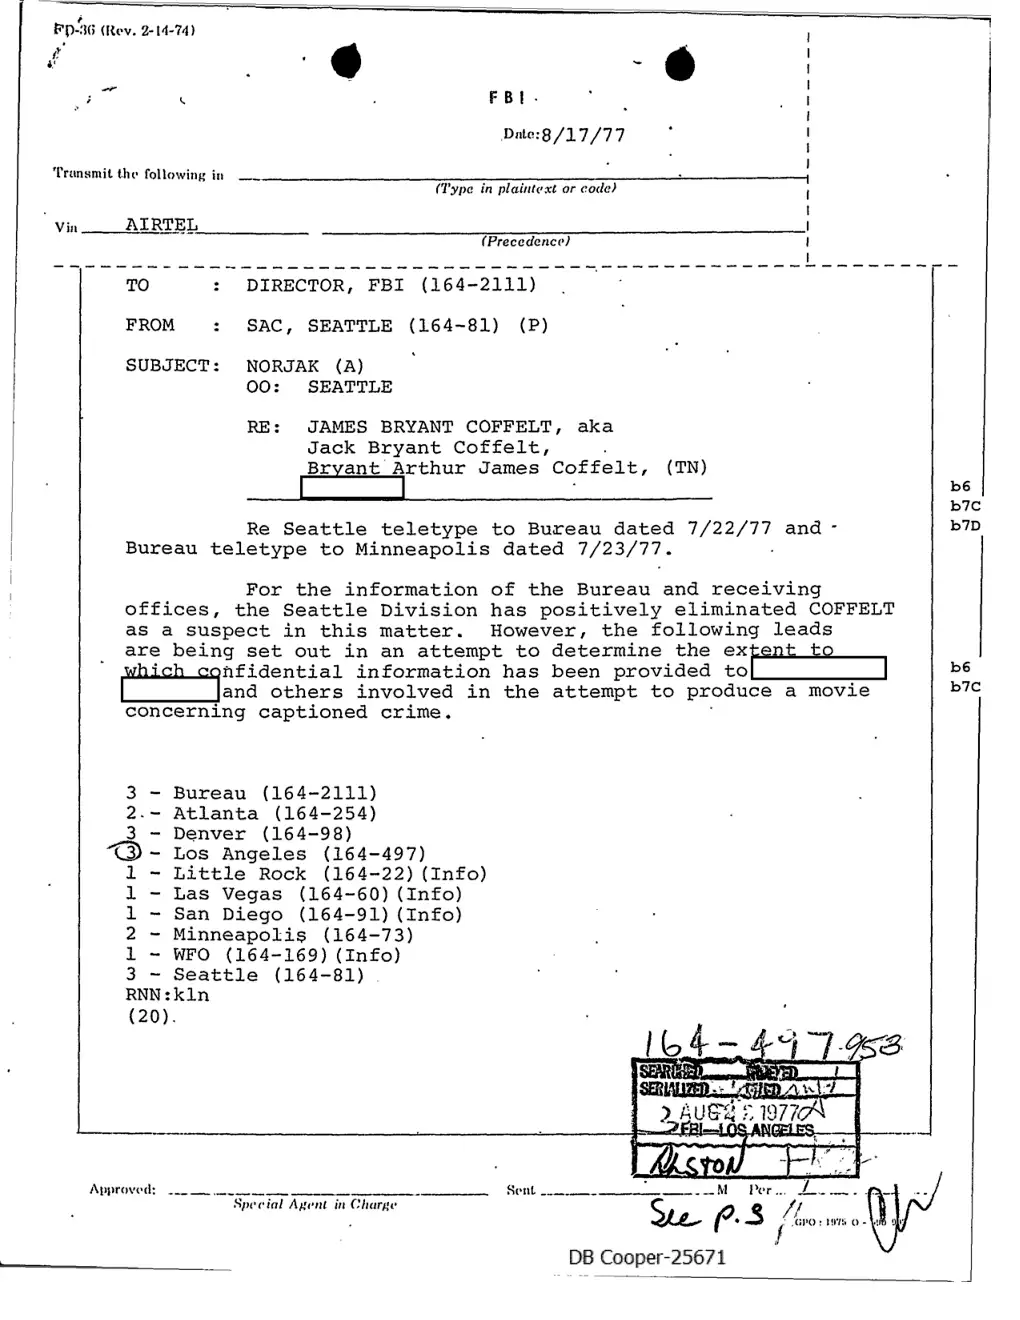 FD-36 (Rev. 2-14-74)
FBI
Date: 8/17/77
Transmit the following in
(Type in plaintext or code)
Via AIRTEL
(Precedence)
TO : DIRECTOR, FBI (164-2111)
FROM : SAC, SEATTLE (164-81) (P)
SUBJECT: NORJAK (A)
OO: SEATTLE
RE: JAMES BRYANT COFFELT, aka
Jack Bryant Coffelt,
Bryant Arthur James Coffelt, (TN)
b6
b7C
b7D
Re Seattle teletype to Bureau dated 7/22/77 and
Bureau teletype to Minneapolis dated 7/23/77.
For the information of the Bureau and receiving
offices, the Seattle Division has positively eliminated COFFELT
as a suspect in this matter. However, the following leads
are being set out in an attempt to determine the extent to
which confidential information has been provided to
and others involved in the attempt to produce a movie
concerning captioned crime.
b6
b7C
3 - Bureau (164-2111)
2 - Atlanta (164-254)
3 - Denver (164-98)
3 - Los Angeles (164-497)
1 - Little Rock (164-22)(Info)
1 - Las Vegas (164-60)(Info)
1 - San Diego (164-91)(Info)
2 - Minneapolis (164-73)
1 - WFO (164-169)(Info)
3 - Seattle (164-81)
RNN:kln
(20)
164-497-953
SEARCHED INDEXED
SERIALIZED FILED
AUG 1977
FBI—LOS ANGELES
ALSTON
Approved: Sent M Per
Special Agent in Charge
See p. 3
GPO : 1975 O -
DB Cooper-25671